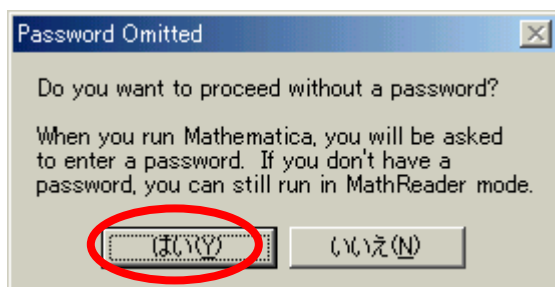 Password Omitted
Do you want to proceed without a password?
When you run Mathematica, you will be asked
to enter a password.  If you don't have a
password, you can still run in MathReader mode.
はい(Y)
いいえ(N)